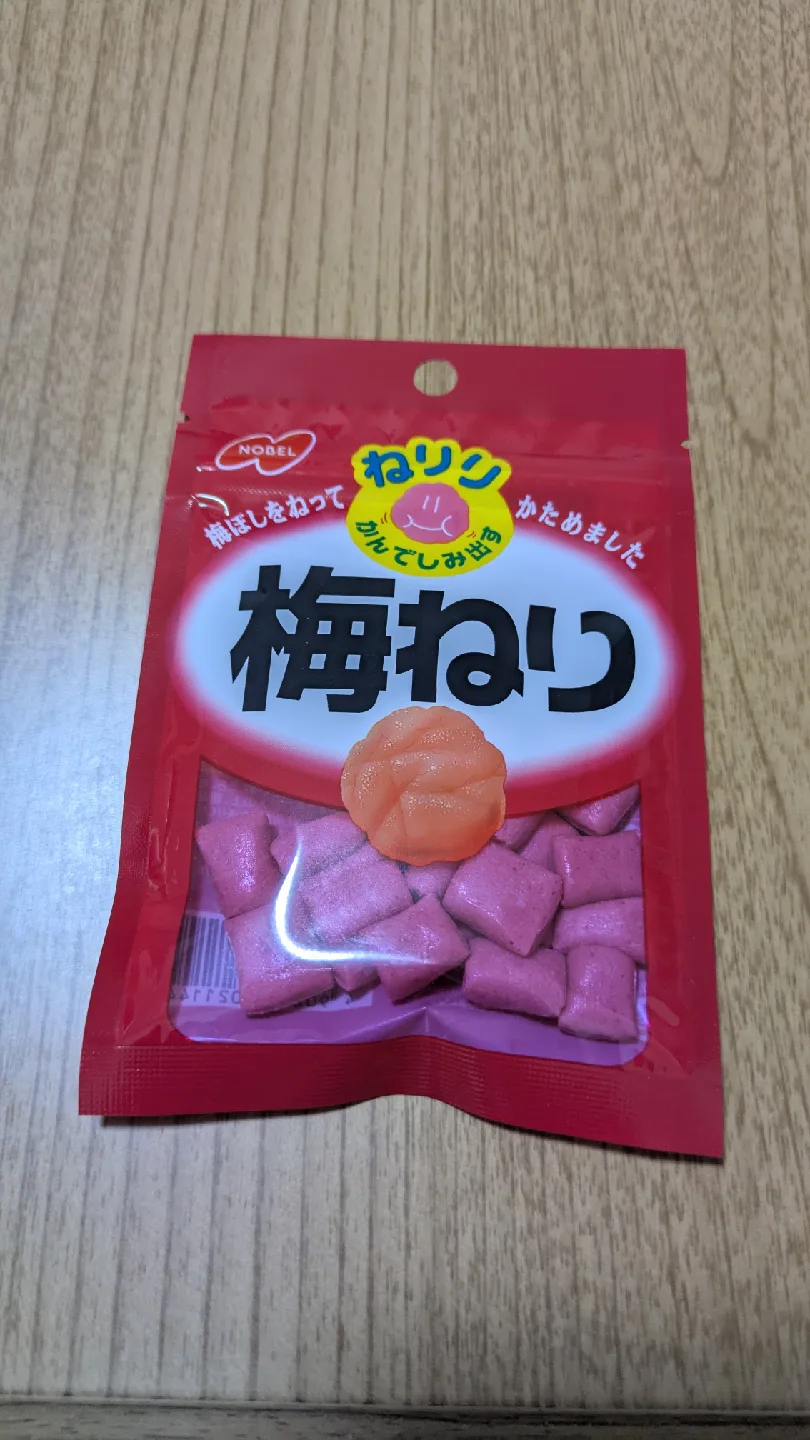 NOBEL
ねりり
かんでしみ出す
梅ぼしをねって
かためました
梅ねり